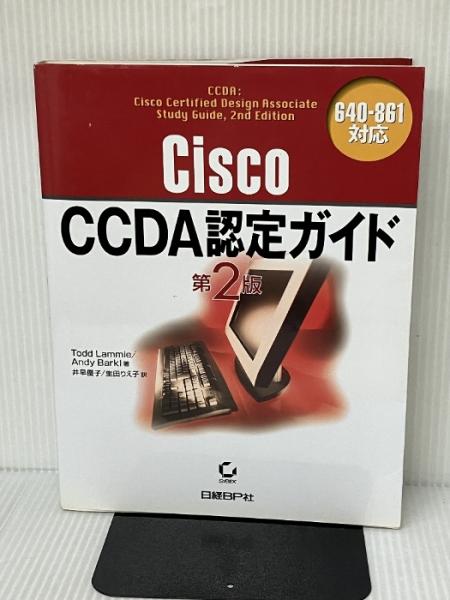 CCDA:
Cisco Certified Design Associate
Study Guide, 2nd Edition
640-861
対応
Cisco
CCDA認定ガイド
第2版
Todd Lammie/
Andy Barkl 著
井早優子/生田りえ子 訳
SYBEX
日経BP社